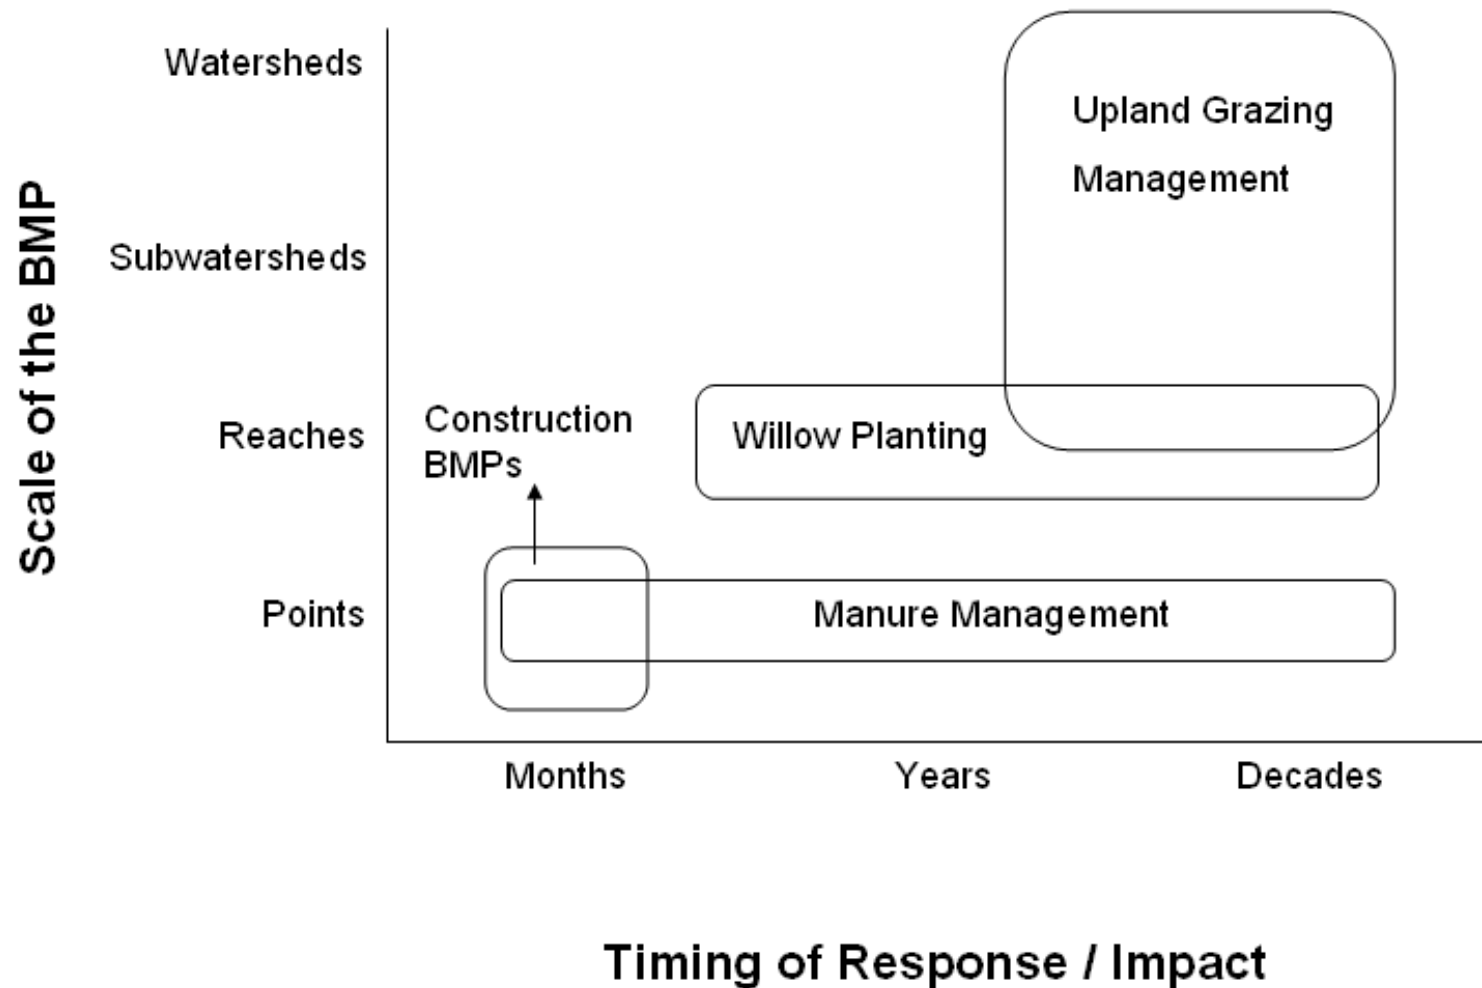 Watersheds
Upland Grazing
Management
Scale of the BMP
Subwatersheds
Construction
BMPs
Reaches
Willow Planting
Points
Manure Management
Months
Years
Decades
Timing of Response / Impact